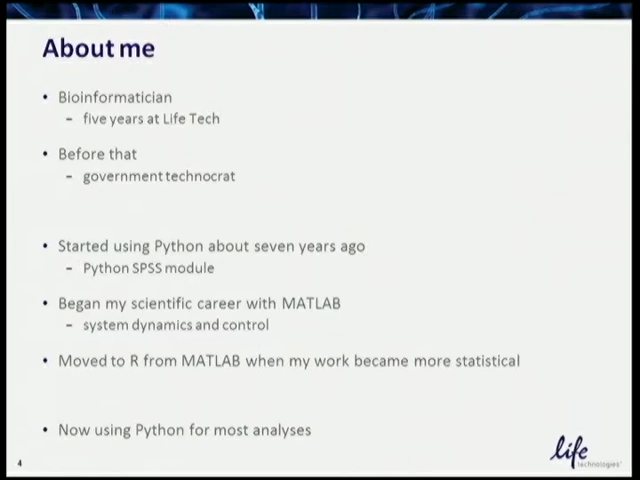 About me
• Bioinformatician
– five years at Life Tech
• Before that
– government technocrat
• Started using Python about seven years ago
– Python SPSS module
• Began my scientific career with MATLAB
– system dynamics and control
• Moved to R from MATLAB when my work became more statistical
• Now using Python for most analyses
4
life
technologies